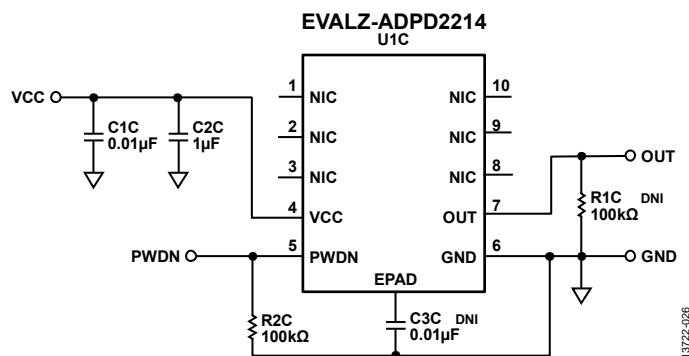 EVALZ-ADPD2214
U1C
VCC
C1C
0.01µF
C2C
1µF
1
NIC
2
NIC
3
NIC
4
VCC
5
PWDN
10
NIC
9
NIC
8
NIC
7
OUT
6
GND
EPAD
PWDN
R2C
100kΩ
C3C DNI
0.01µF
OUT
R1C DNI
100kΩ
GND
13722-026